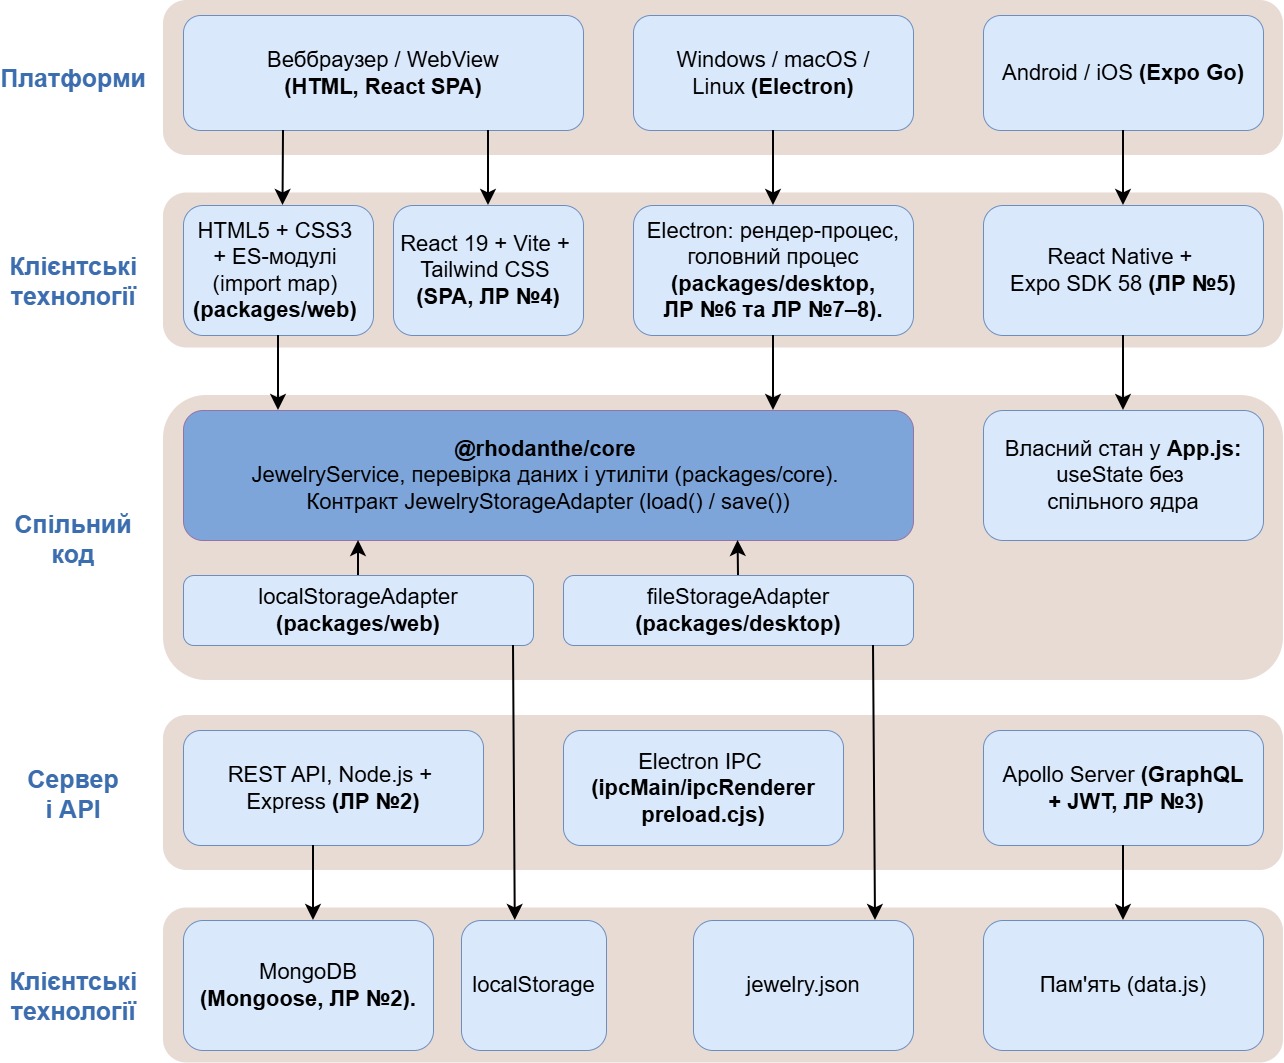 Платформи
Веббраузер / WebView
(HTML, React SPA)
Windows / macOS /
Linux (Electron)
Android / iOS (Expo Go)
Клієнтські
технології
HTML5 + CSS3
+ ES-модулі
(import map)
(packages/web)
React 19 + Vite +
Tailwind CSS
(SPA, ЛР №4)
Electron: рендер-процес,
головний процес
(packages/desktop,
ЛР №6 та ЛР №7–8).
React Native +
Expo SDK 58 (ЛР №5)
Спільний
код
@rhodanthe/core
JewelryService, перевірка даних і утиліти (packages/core).
Контракт JewelryStorageAdapter (load() / save())
Власний стан у App.js:
useState без
спільного ядра
localStorageAdapter
(packages/web)
fileStorageAdapter
(packages/desktop)
Сервер
і API
REST API, Node.js +
Express (ЛР №2)
Electron IPC
(ipcMain/ipcRenderer
preload.cjs)
Apollo Server (GraphQL
+ JWT, ЛР №3)
Клієнтські
технології
MongoDB
(Mongoose, ЛР №2).
localStorage
jewelry.json
Пам'ять (data.js)